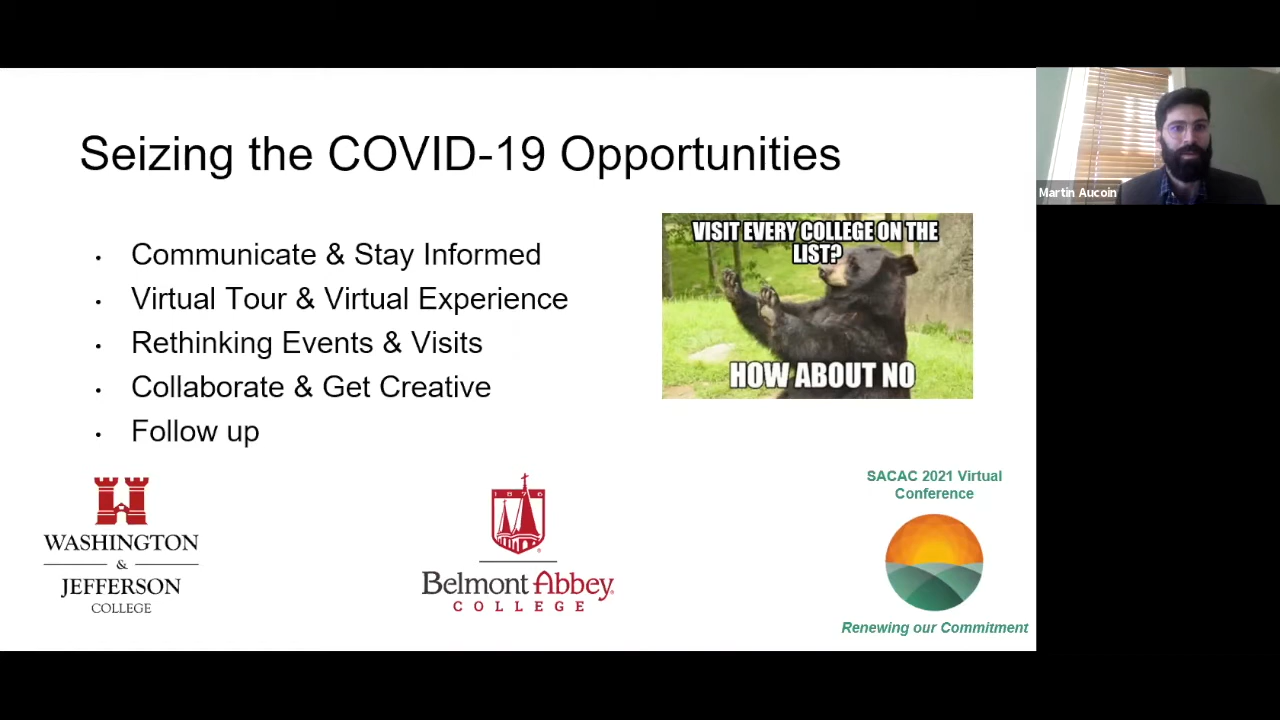 Seizing the COVID-19 Opportunities
Martin Aucoin
• Communicate & Stay Informed
• Virtual Tour & Virtual Experience
• Rethinking Events & Visits
• Collaborate & Get Creative
• Follow up
VISIT EVERY COLLEGE ON THE
LIST?
HOW ABOUT NO
WASHINGTON
&
JEFFERSON
COLLEGE
1876
Belmont Abbey®
COLLEGE
SACAC 2021 Virtual
Conference
Renewing our Commitment